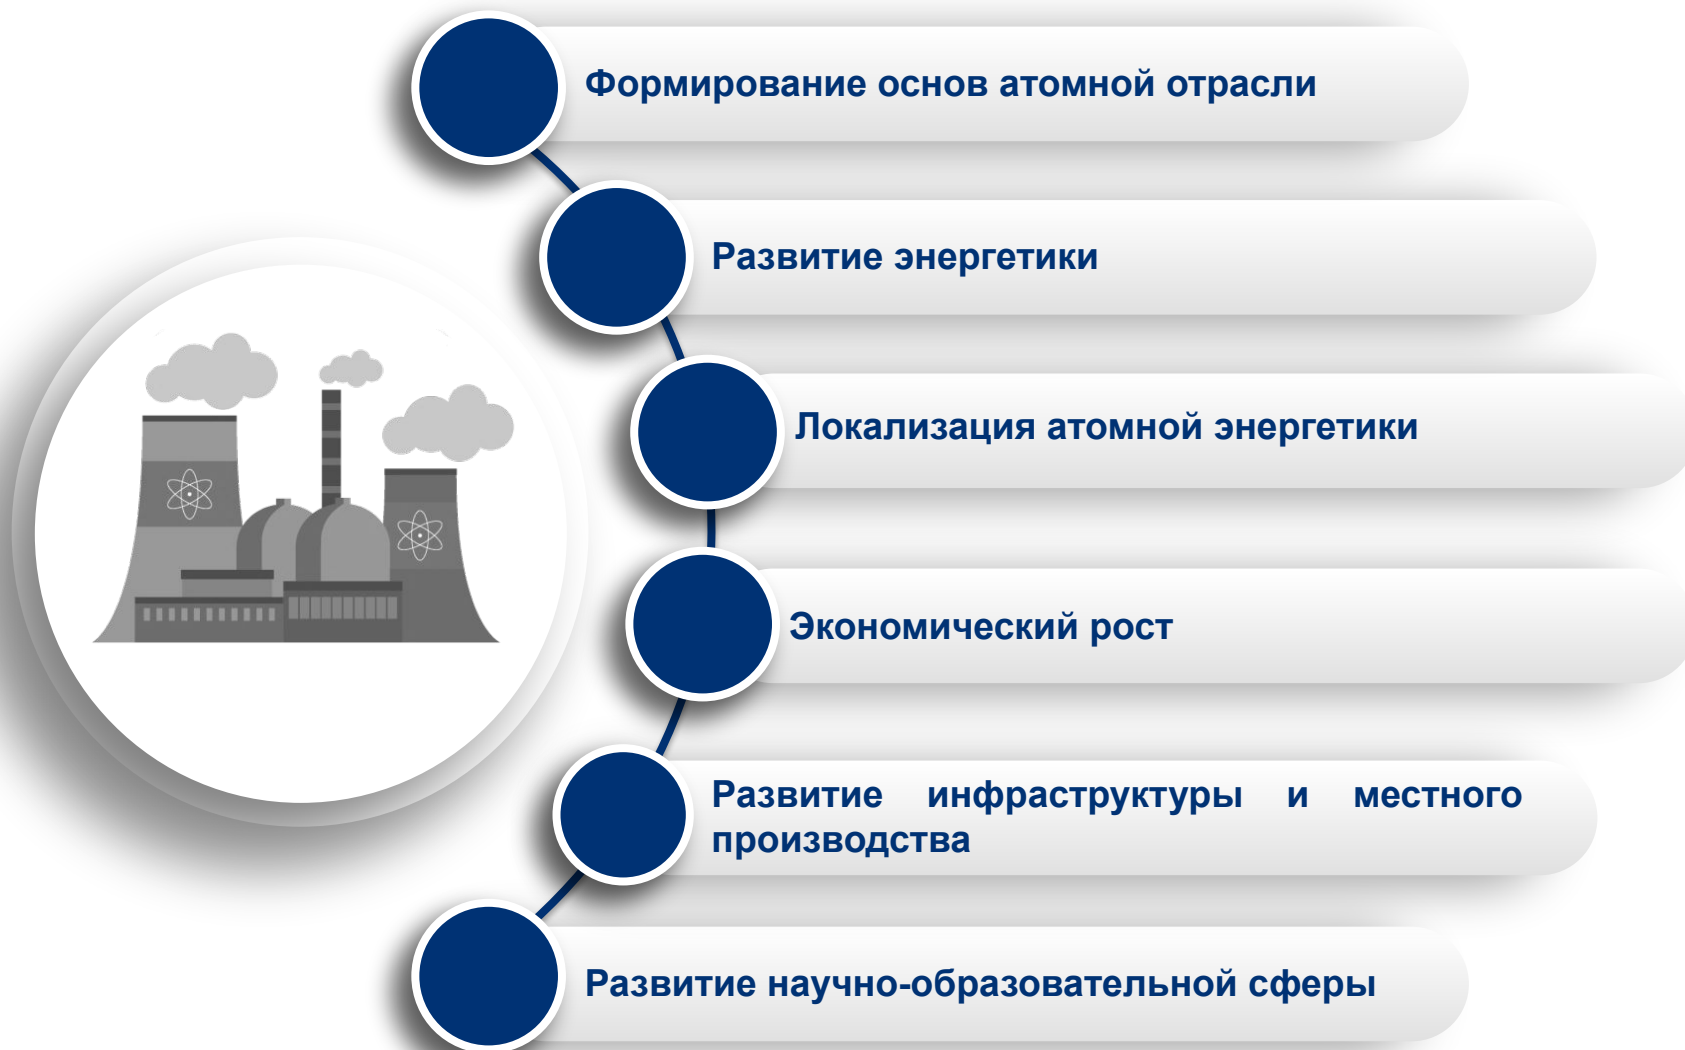 Формирование основ атомной отрасли
Развитие энергетики
Локализация атомной энергетики
Экономический рост
Развитие инфраструктуры и местного
производства
Развитие научно-образовательной сферы